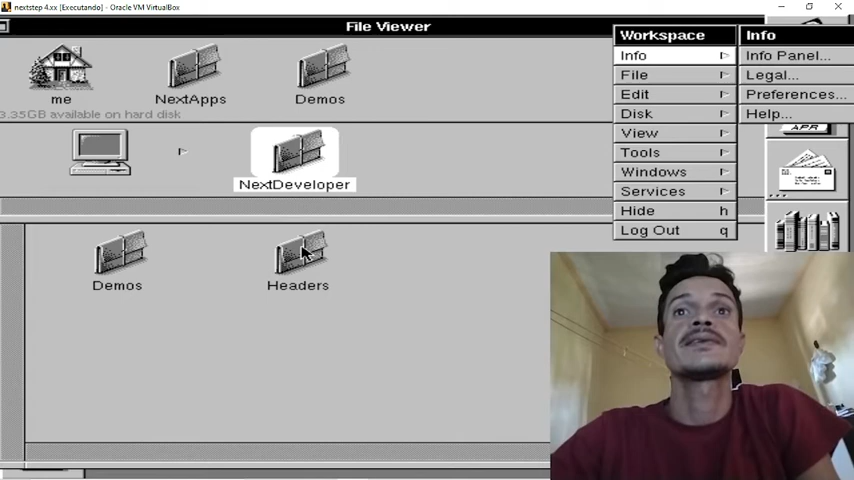 nextstep 4.xx [Executando] - Oracle VM VirtualBox
File Viewer
me
NextApps
Demos
3.35GB available on hard disk
NextDeveloper
Demos
Headers
Workspace
Info
File
Edit
Disk
View
Tools
Windows
Services
Hide h
Log Out q
Info
Info Panel...
Legal...
Preferences...
Help...
APR